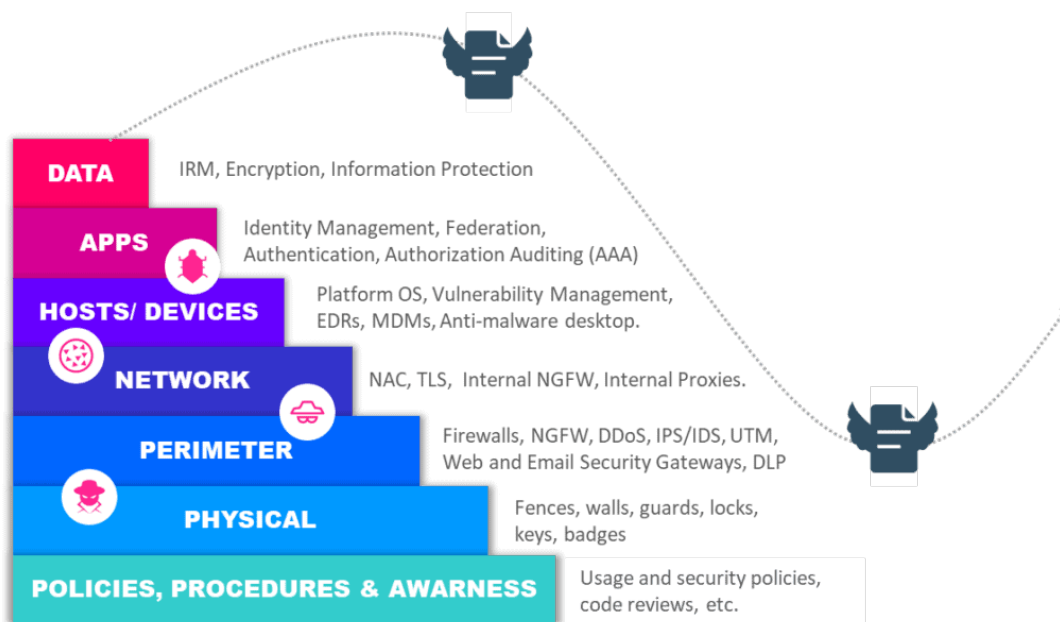 DATA
IRM, Encryption, Information Protection
APPS
Identity Management, Federation,
Authentication, Authorization Auditing (AAA)
HOSTS/ DEVICES
Platform OS, Vulnerability Management,
EDRs, MDMs, Anti-malware desktop.
NETWORK
NAC, TLS, Internal NGFW, Internal Proxies.
PERIMETER
Firewalls, NGFW, DDoS, IPS/IDS, UTM,
Web and Email Security Gateways, DLP
PHYSICAL
Fences, walls, guards, locks,
keys, badges
POLICIES, PROCEDURES & AWARNESS
Usage and security policies,
code reviews, etc.